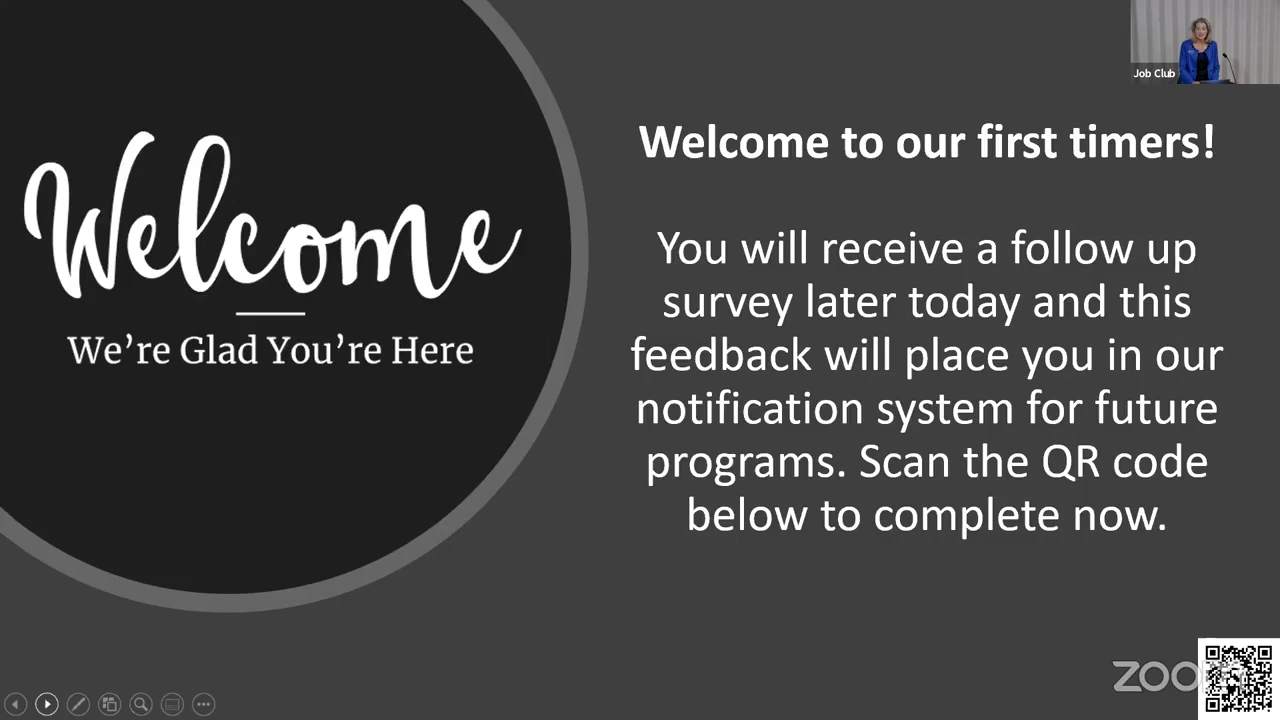 Job Club
Welcome
We're Glad You're Here
Welcome to our first timers!
You will receive a follow up
survey later today and this
feedback will place you in our
notification system for future
programs. Scan the QR code
below to complete now.
zoom